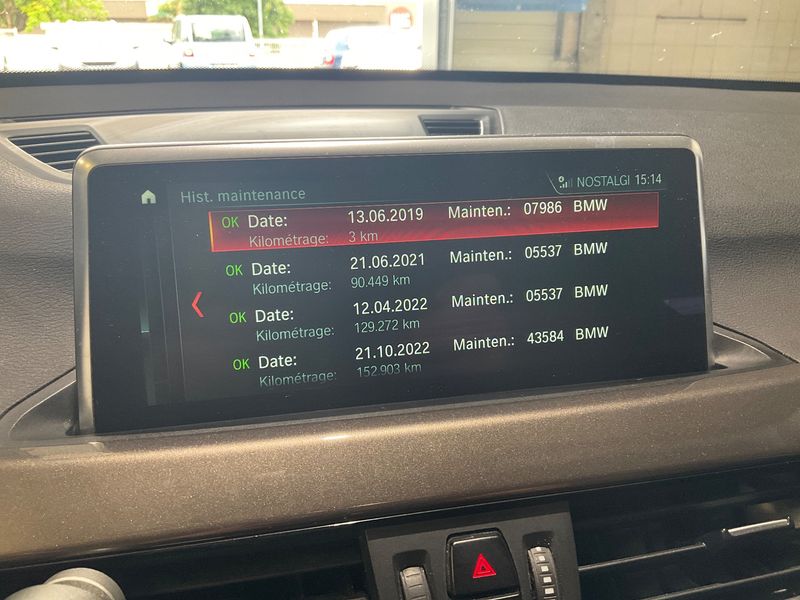 NOSTALGI 15:14
Hist. maintenance
OK Date: 13.06.2019 Mainten.: 07986 BMW
Kilométrage: 3 km
OK Date: 21.06.2021 Mainten.: 05537 BMW
Kilométrage: 90.449 km
OK Date: 12.04.2022 Mainten.: 05537 BMW
Kilométrage: 129.272 km
OK Date: 21.10.2022 Mainten.: 43584 BMW
Kilométrage: 152.903 km